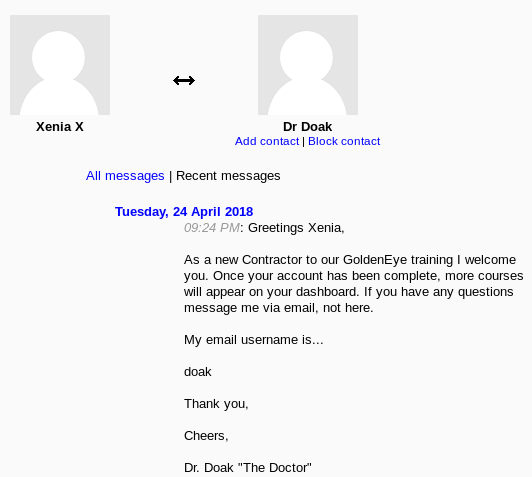 Xenia X
Dr Doak
Add contact | Block contact
All messages | Recent messages
Tuesday, 24 April 2018
09:24 PM: Greetings Xenia,
As a new Contractor to our GoldenEye training I welcome
you. Once your account has been complete, more courses
will appear on your dashboard. If you have any questions
message me via email, not here.
My email username is...
doak
Thank you,
Cheers,
Dr. Doak "The Doctor"